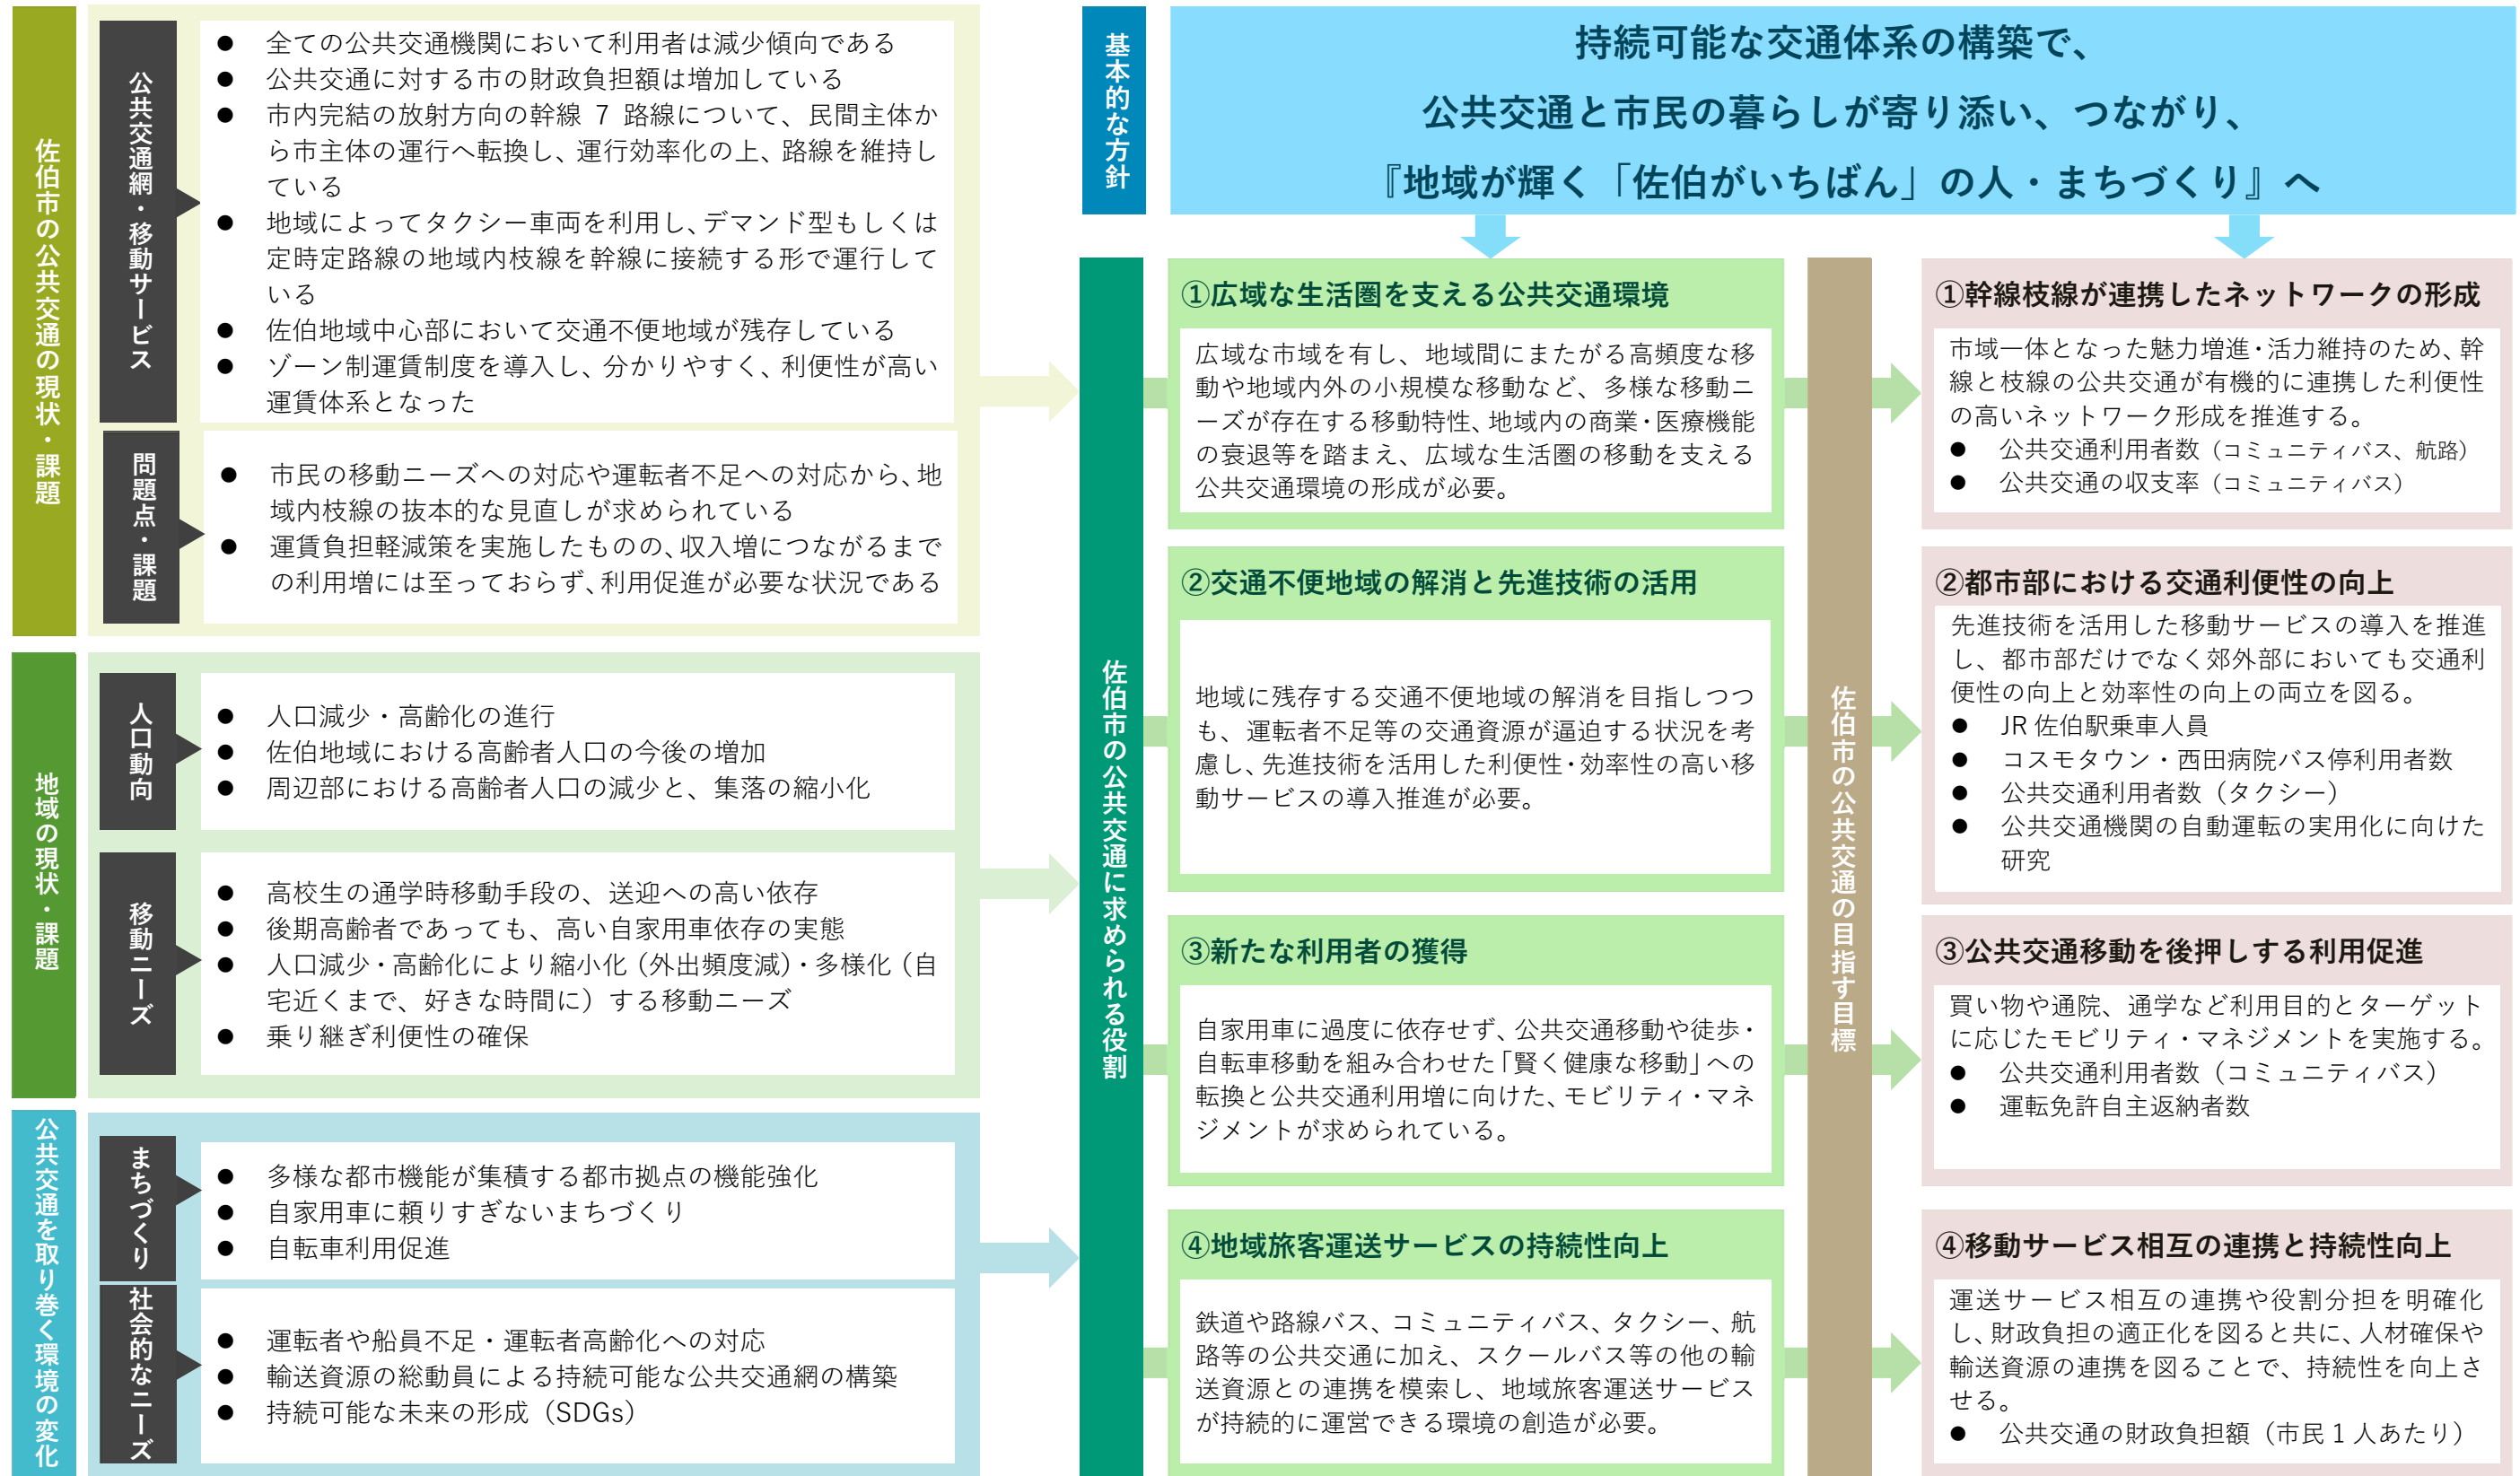 佐伯市の公共交通の現状・課題
公共交通網・移動サービス
● 全ての公共交通機関において利用者は減少傾向である
● 公共交通に対する市の財政負担額は増加している
● 市内完結の放射方向の幹線 7 路線について、民間主体か
ら市主体の運行へ転換し、運行効率化の上、路線を維持し
ている
● 地域によってタクシー車両を利用し、デマンド型もしくは
定時定路線の地域内枝線を幹線に接続する形で運行して
いる
● 佐伯地域中心部において交通不便地域が残存している
● ゾーン制運賃制度を導入し、分かりやすく、利便性が高い
運賃体系となった
問題点・課題
● 市民の移動ニーズへの対応や運転者不足への対応から、地
域内枝線の抜本的な見直しが求められている
● 運賃負担軽減策を実施したものの、収入増につながるまで
の利用増には至っておらず、利用促進が必要な状況である
地域の現状・課題
人口動向
● 人口減少・高齢化の進行
● 佐伯地域における高齢者人口の今後の増加
● 周辺部における高齢者人口の減少と、集落の縮小化
移動ニーズ
● 高校生の通学時移動手段の、送迎への高い依存
● 後期高齢者であっても、高い自家用車依存の実態
● 人口減少・高齢化により縮小化（外出頻度減）・多様化（自
宅近くまで、好きな時間に）する移動ニーズ
● 乗り継ぎ利便性の確保
公共交通を取り巻く環境の変化
まちづくり
● 多様な都市機能が集積する都市拠点の機能強化
● 自家用車に頼りすぎないまちづくり
● 自転車利用促進
社会的なニーズ
● 運転者や船員不足・運転者高齢化への対応
● 輸送資源の総動員による持続可能な公共交通網の構築
● 持続可能な未来の形成（SDGs）
基本的な方針
持続可能な交通体系の構築で、
公共交通と市民の暮らしが寄り添い、つながり、
『地域が輝く「佐伯がいちばん」の人・まちづくり』へ
佐伯市の公共交通に求められる役割
①広域な生活圏を支える公共交通環境
広域な市域を有し、地域間にまたがる高頻度な移
動や地域内外の小規模な移動など、多様な移動ニ
ーズが存在する移動特性、地域内の商業・医療機能
の衰退等を踏まえ、広域な生活圏の移動を支える
公共交通環境の形成が必要。
②交通不便地域の解消と先進技術の活用
地域に残存する交通不便地域の解消を目指しつつ
も、運転者不足等の交通資源が逼迫する状況を考
慮し、先進技術を活用した利便性・効率性の高い移
動サービスの導入推進が必要。
③新たな利用者の獲得
自家用車に過度に依存せず、公共交通移動や徒歩・
自転車移動を組み合わせた「賢く健康な移動」への
転換と公共交通利用増に向けた、モビリティ・マネ
ジメントが求められている。
④地域旅客運送サービスの持続性向上
鉄道や路線バス、コミュニティバス、タクシー、航
路等の公共交通に加え、スクールバス等の他の輸
送資源との連携を模索し、地域旅客運送サービス
が持続的に運営できる環境の創造が必要。
佐伯市の公共交通の目指す目標
①幹線枝線が連携したネットワークの形成
市域一体となった魅力増進・活力維持のため、幹
線と枝線の公共交通が有機的に連携した利便性
の高いネットワーク形成を推進する。
● 公共交通利用者数（コミュニティバス、航路）
● 公共交通の収支率（コミュニティバス）
②都市部における交通利便性の向上
先進技術を活用した移動サービスの導入を推進
し、都市部だけでなく郊外部においても交通利
便性の向上と効率性の向上の両立を図る。
● JR 佐伯駅乗車人員
● コスモタウン・西田病院バス停利用者数
● 公共交通利用者数（タクシー）
● 公共交通機関の自動運転の実用化に向けた
研究
③公共交通移動を後押しする利用促進
買い物や通院、通学など利用目的とターゲット
に応じたモビリティ・マネジメントを実施する。
● 公共交通利用者数（コミュニティバス）
● 運転免許自主返納者数
④移動サービス相互の連携と持続性向上
運送サービス相互の連携や役割分担を明確化
し、財政負担の適正化を図ると共に、人材確保や
輸送資源の連携を図ることで、持続性を向上さ
せる。
● 公共交通の財政負担額（市民 1 人あたり）